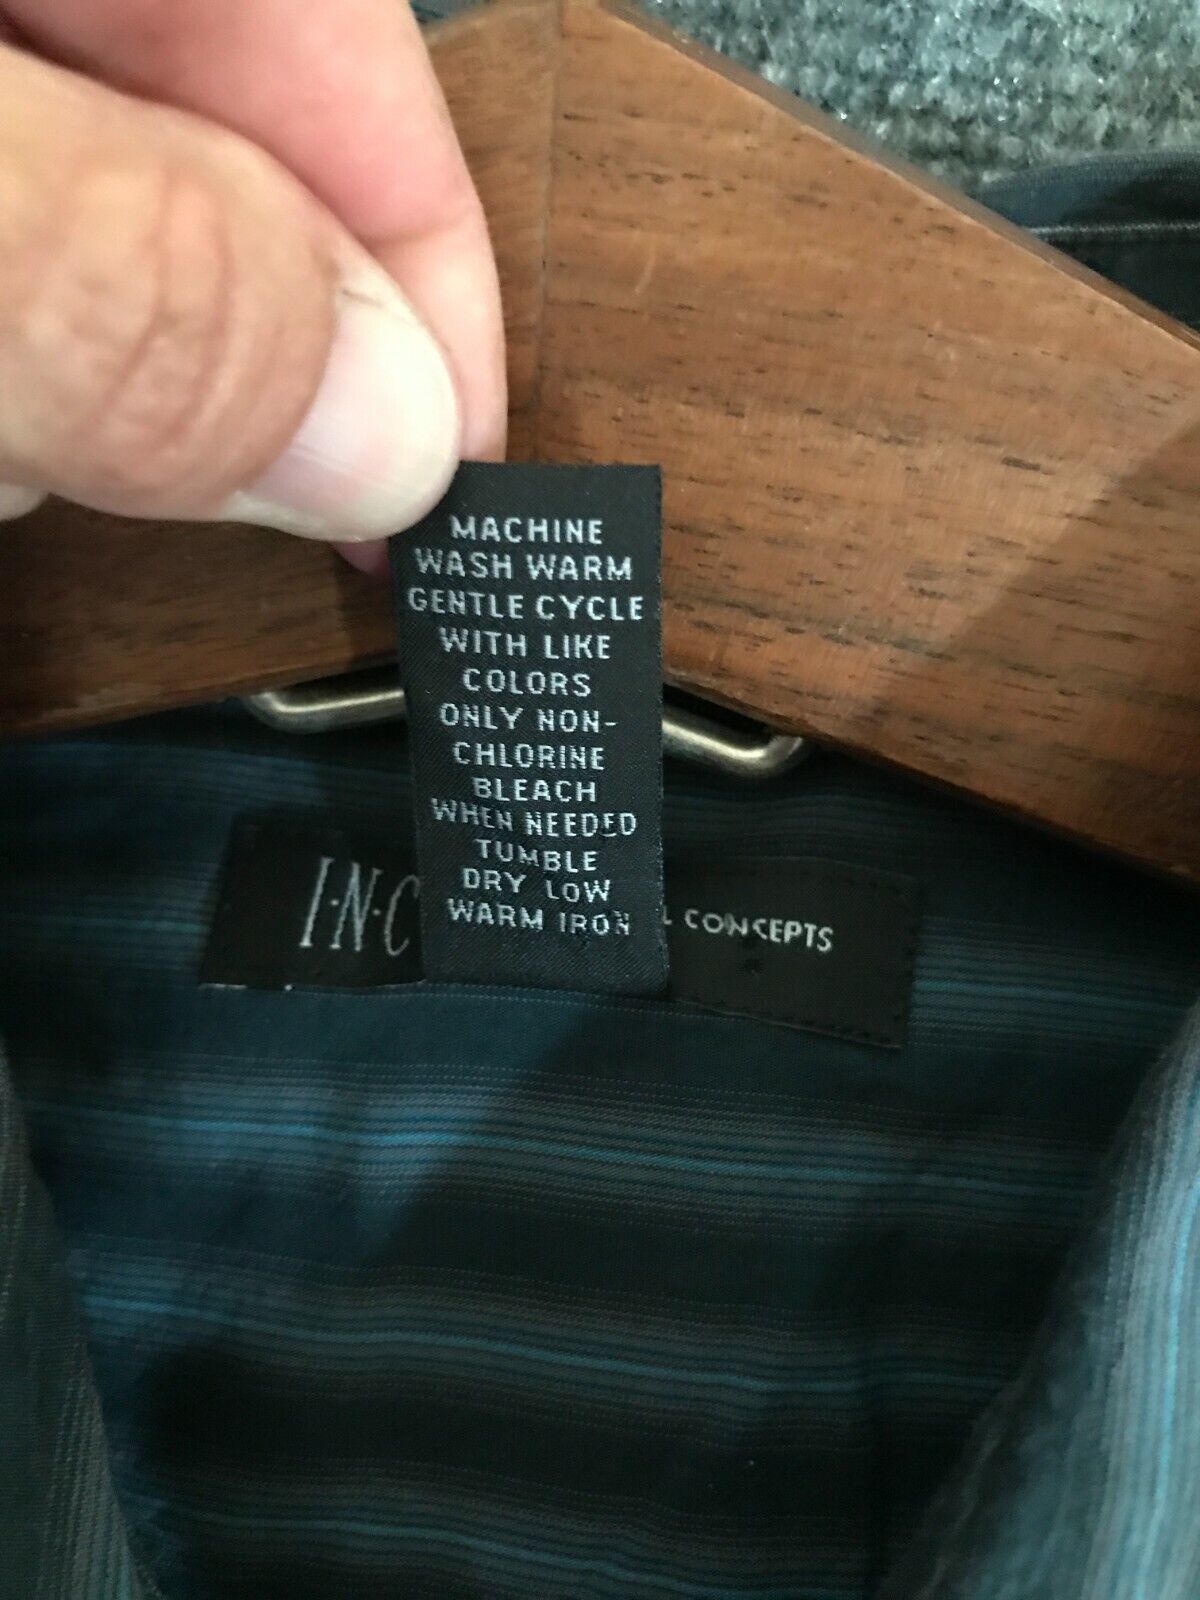 MACHINE
WASH WARM
GENTLE CYCLE
WITH LIKE
COLORS
ONLY NON-
CHLORINE
BLEACH
WHEN NEEDED
TUMBLE
DRY LOW
WARM IRON
I·N·C
L CONCEPTS